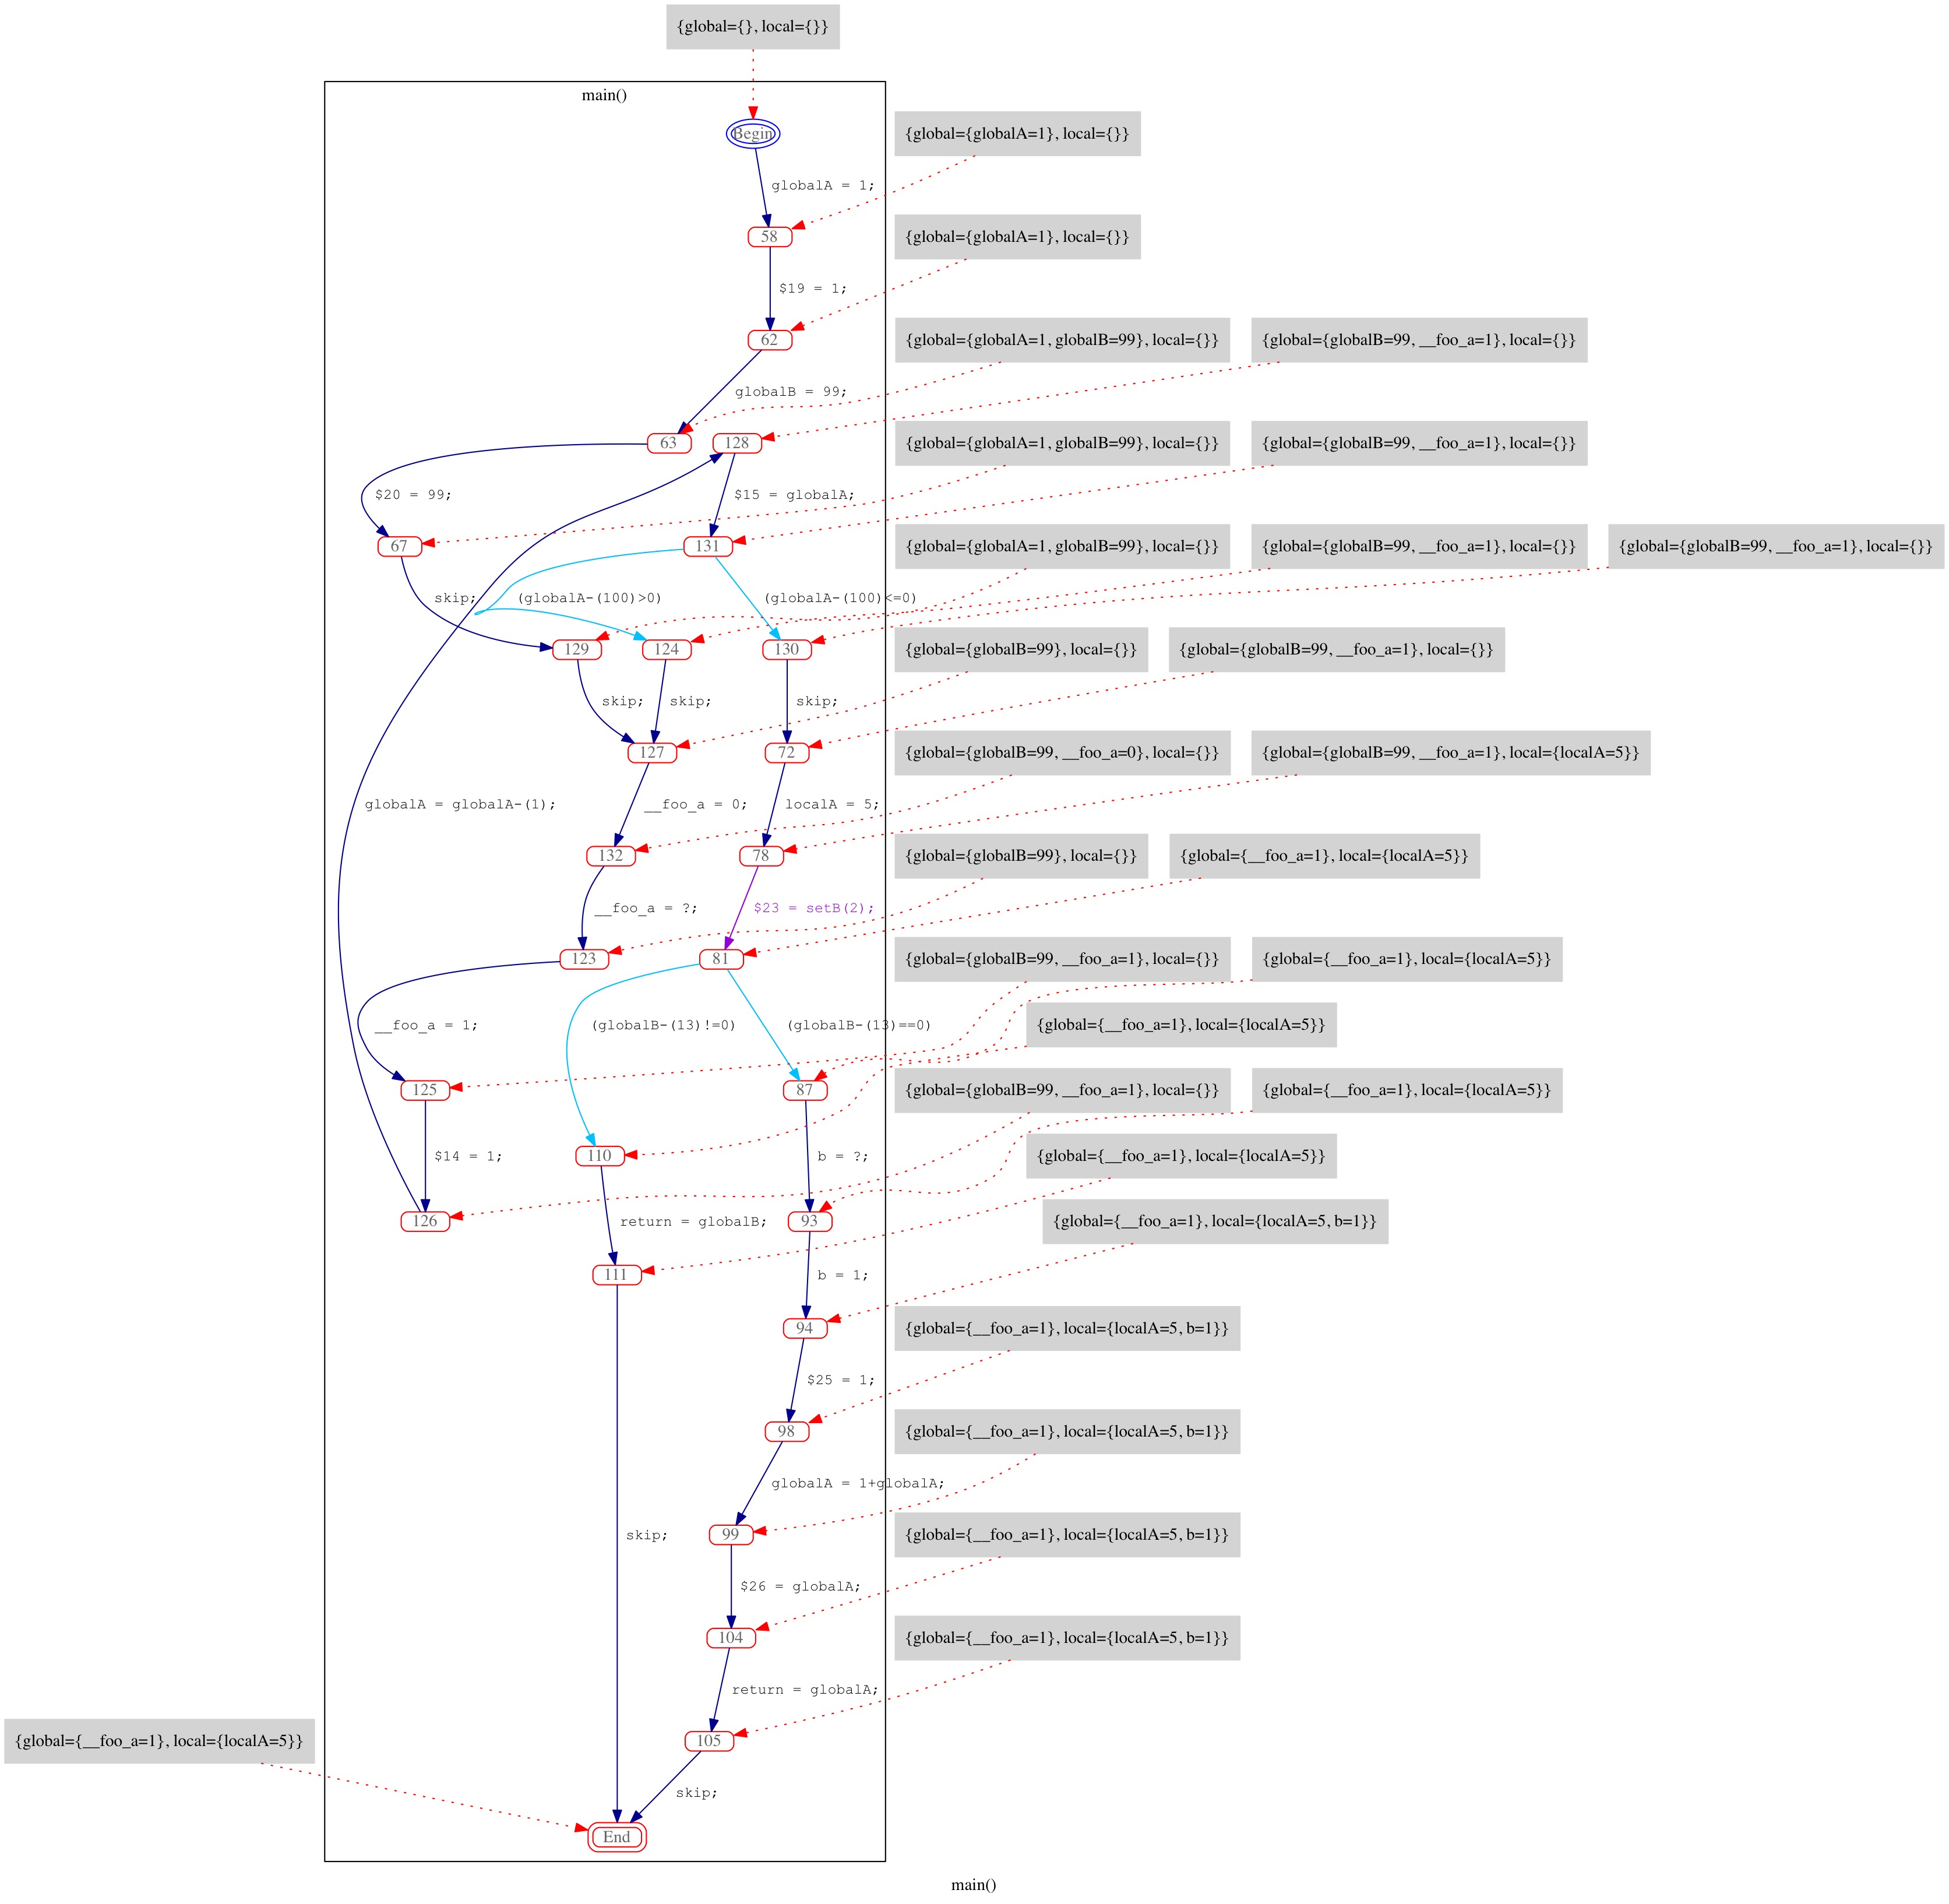 {global={}, local={}}
main()
Begin
{global={globalA=1}, local={}}
globalA = 1;
58
{global={globalA=1}, local={}}
$19 = 1;
62
{global={globalA=1, globalB=99}, local={}}
{global={globalB=99, __foo_a=1}, local={}}
globalB = 99;
63
128
{global={globalA=1, globalB=99}, local={}}
{global={globalB=99, __foo_a=1}, local={}}
$20 = 99;
$15 = globalA;
67
131
{global={globalA=1, globalB=99}, local={}}
{global={globalB=99, __foo_a=1}, local={}}
{global={globalB=99, __foo_a=1}, local={}}
skip;
(globalA-(100)>0)
(globalA-(100)<=0)
129
124
130
{global={globalB=99}, local={}}
{global={globalB=99, __foo_a=1}, local={}}
skip;
skip;
skip;
127
72
{global={globalB=99, __foo_a=0}, local={}}
{global={globalB=99, __foo_a=1}, local={localA=5}}
globalA = globalA-(1);
__foo_a = 0;
localA = 5;
132
78
{global={globalB=99}, local={}}
{global={__foo_a=1}, local={localA=5}}
__foo_a = ?;
$23 = setB(2);
123
81
{global={globalB=99, __foo_a=1}, local={}}
{global={__foo_a=1}, local={localA=5}}
__foo_a = 1;
(globalB-(13)!=0)
(globalB-(13)==0)
{global={__foo_a=1}, local={localA=5}}
125
87
{global={globalB=99, __foo_a=1}, local={}}
{global={__foo_a=1}, local={localA=5}}
$14 = 1;
110
b = ?;
{global={__foo_a=1}, local={localA=5}}
126
return = globalB;
93
{global={__foo_a=1}, local={localA=5, b=1}}
111
b = 1;
94
{global={__foo_a=1}, local={localA=5, b=1}}
$25 = 1;
98
{global={__foo_a=1}, local={localA=5, b=1}}
globalA = 1+globalA;
skip;
99
{global={__foo_a=1}, local={localA=5, b=1}}
$26 = globalA;
104
{global={__foo_a=1}, local={localA=5, b=1}}
return = globalA;
{global={__foo_a=1}, local={localA=5}}
105
skip;
End
main()